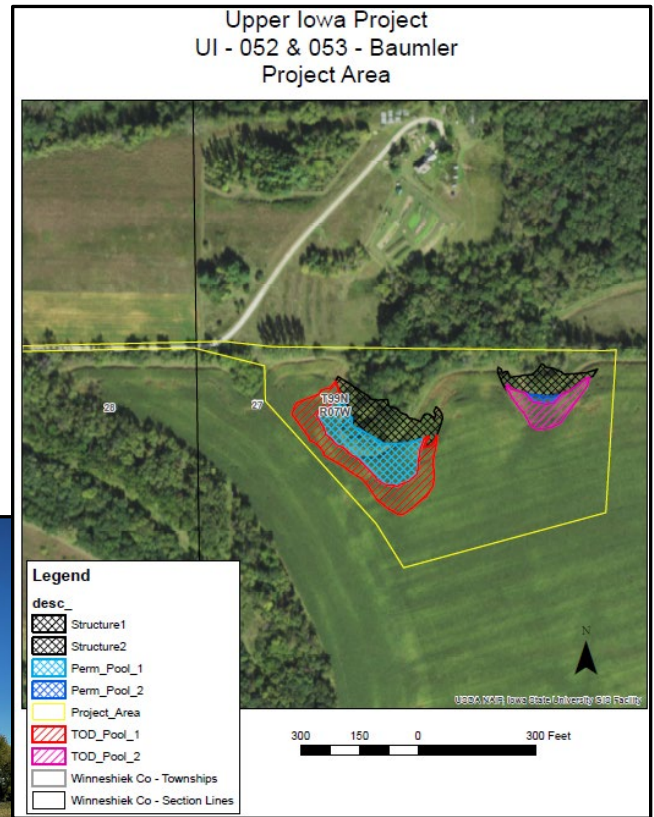 Upper Iowa Project
UI - 052 & 053 - Baumler
Project Area
T99N
R07W
26
27
Legend
desc_
Structure1
Structure2
Perm_Pool_1
Perm_Pool_2
Project_Area
TOD_Pool_1
TOD_Pool_2
Winneshiek Co - Townships
Winneshiek Co - Section Lines
N
USDA NAIP, Iowa State University GIS Facility
300 150 0 300 Feet